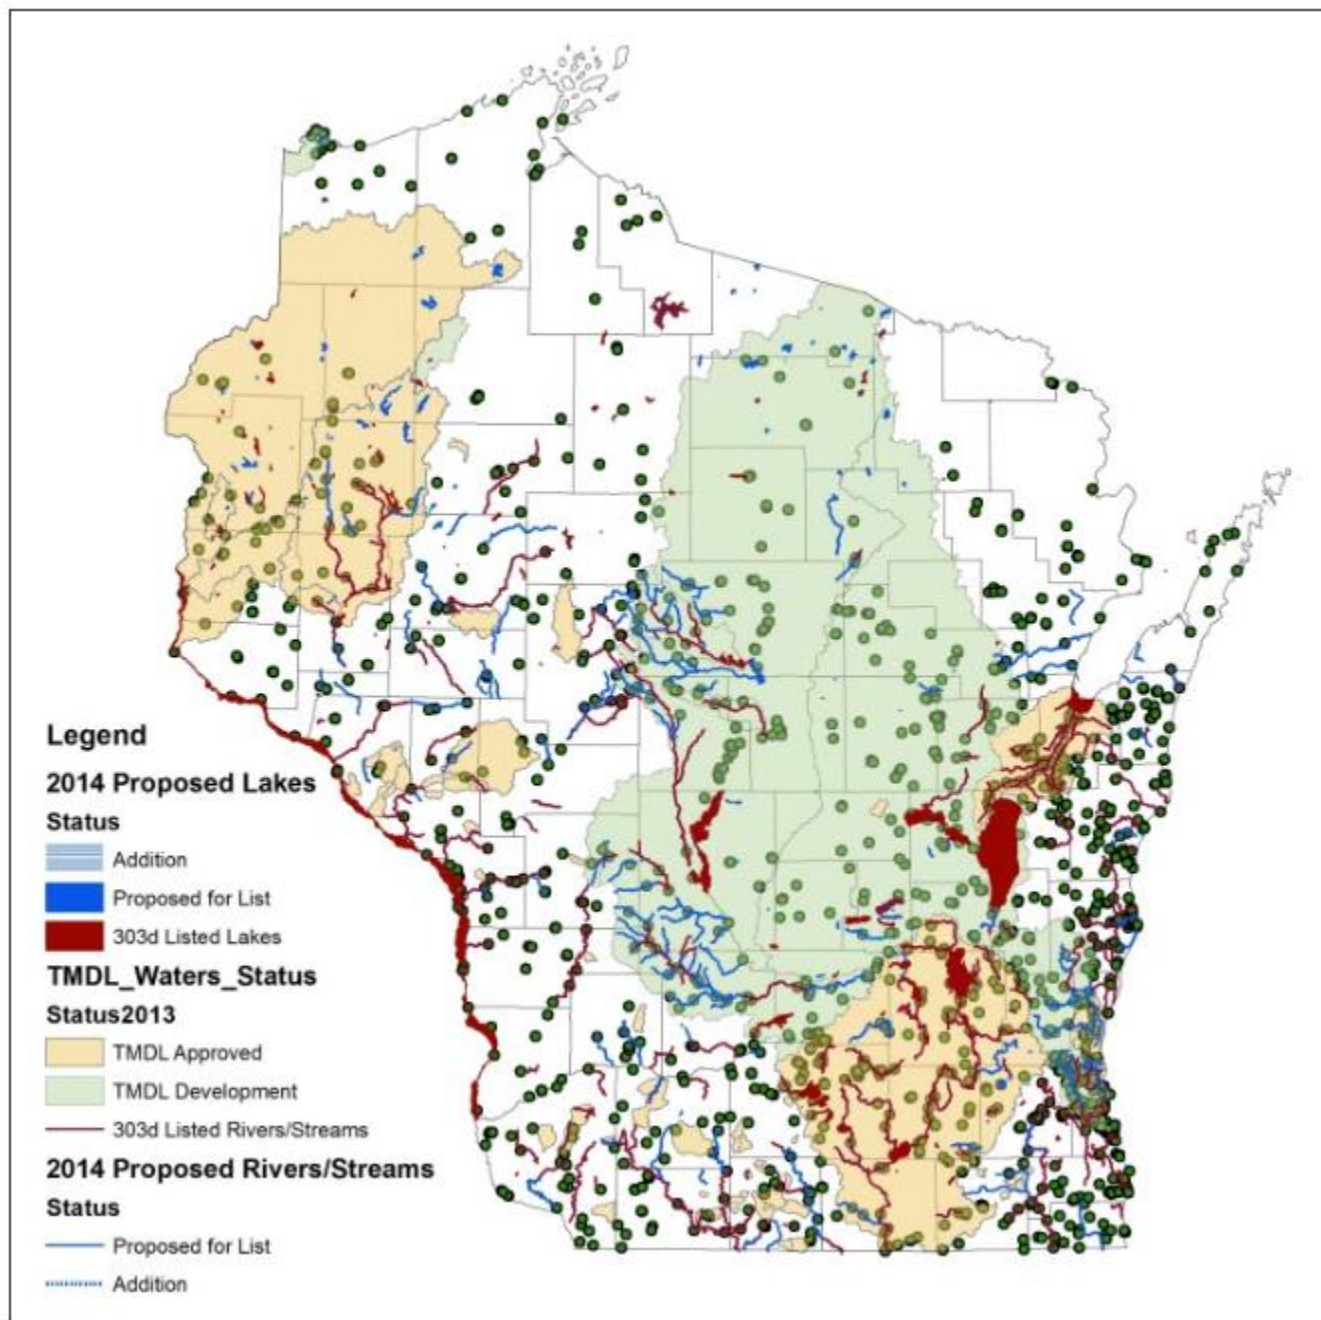 Legend
2014 Proposed Lakes
Status
Addition
Proposed for List
303d Listed Lakes
TMDL_Waters_Status
Status2013
TMDL Approved
TMDL Development
303d Listed Rivers/Streams
2014 Proposed Rivers/Streams
Status
Proposed for List
Addition